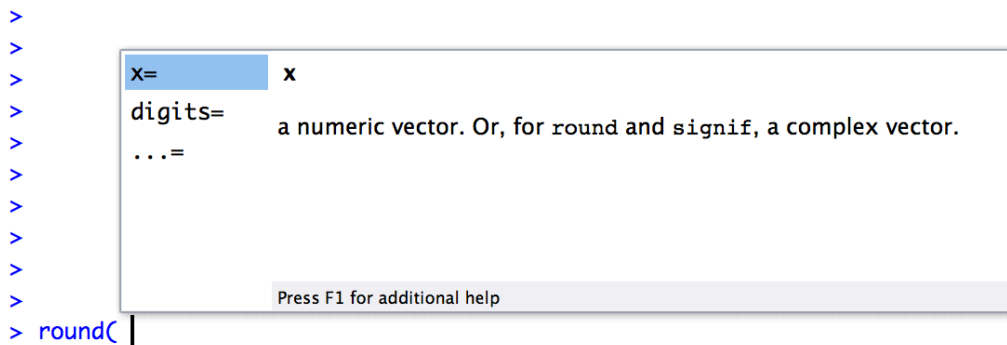 >
>
> x= x
> digits=
> a numeric vector. Or, for round and signif, a complex vector.
> ...=
>
>
>
> Press F1 for additional help
> round(